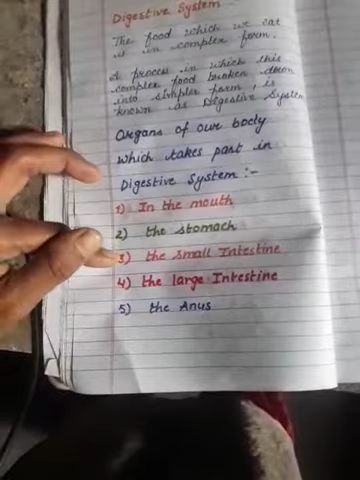 Digestive System
The food which we eat
it is in complex form.
A process in which this
complex food broken down
into simpler form, is
known as Digestive System
Organs of our body
which takes part in
Digestive System :-
1) In the mouth
2) the stomach
3) the small Intestine
4) the large Intestine
5) the Anus